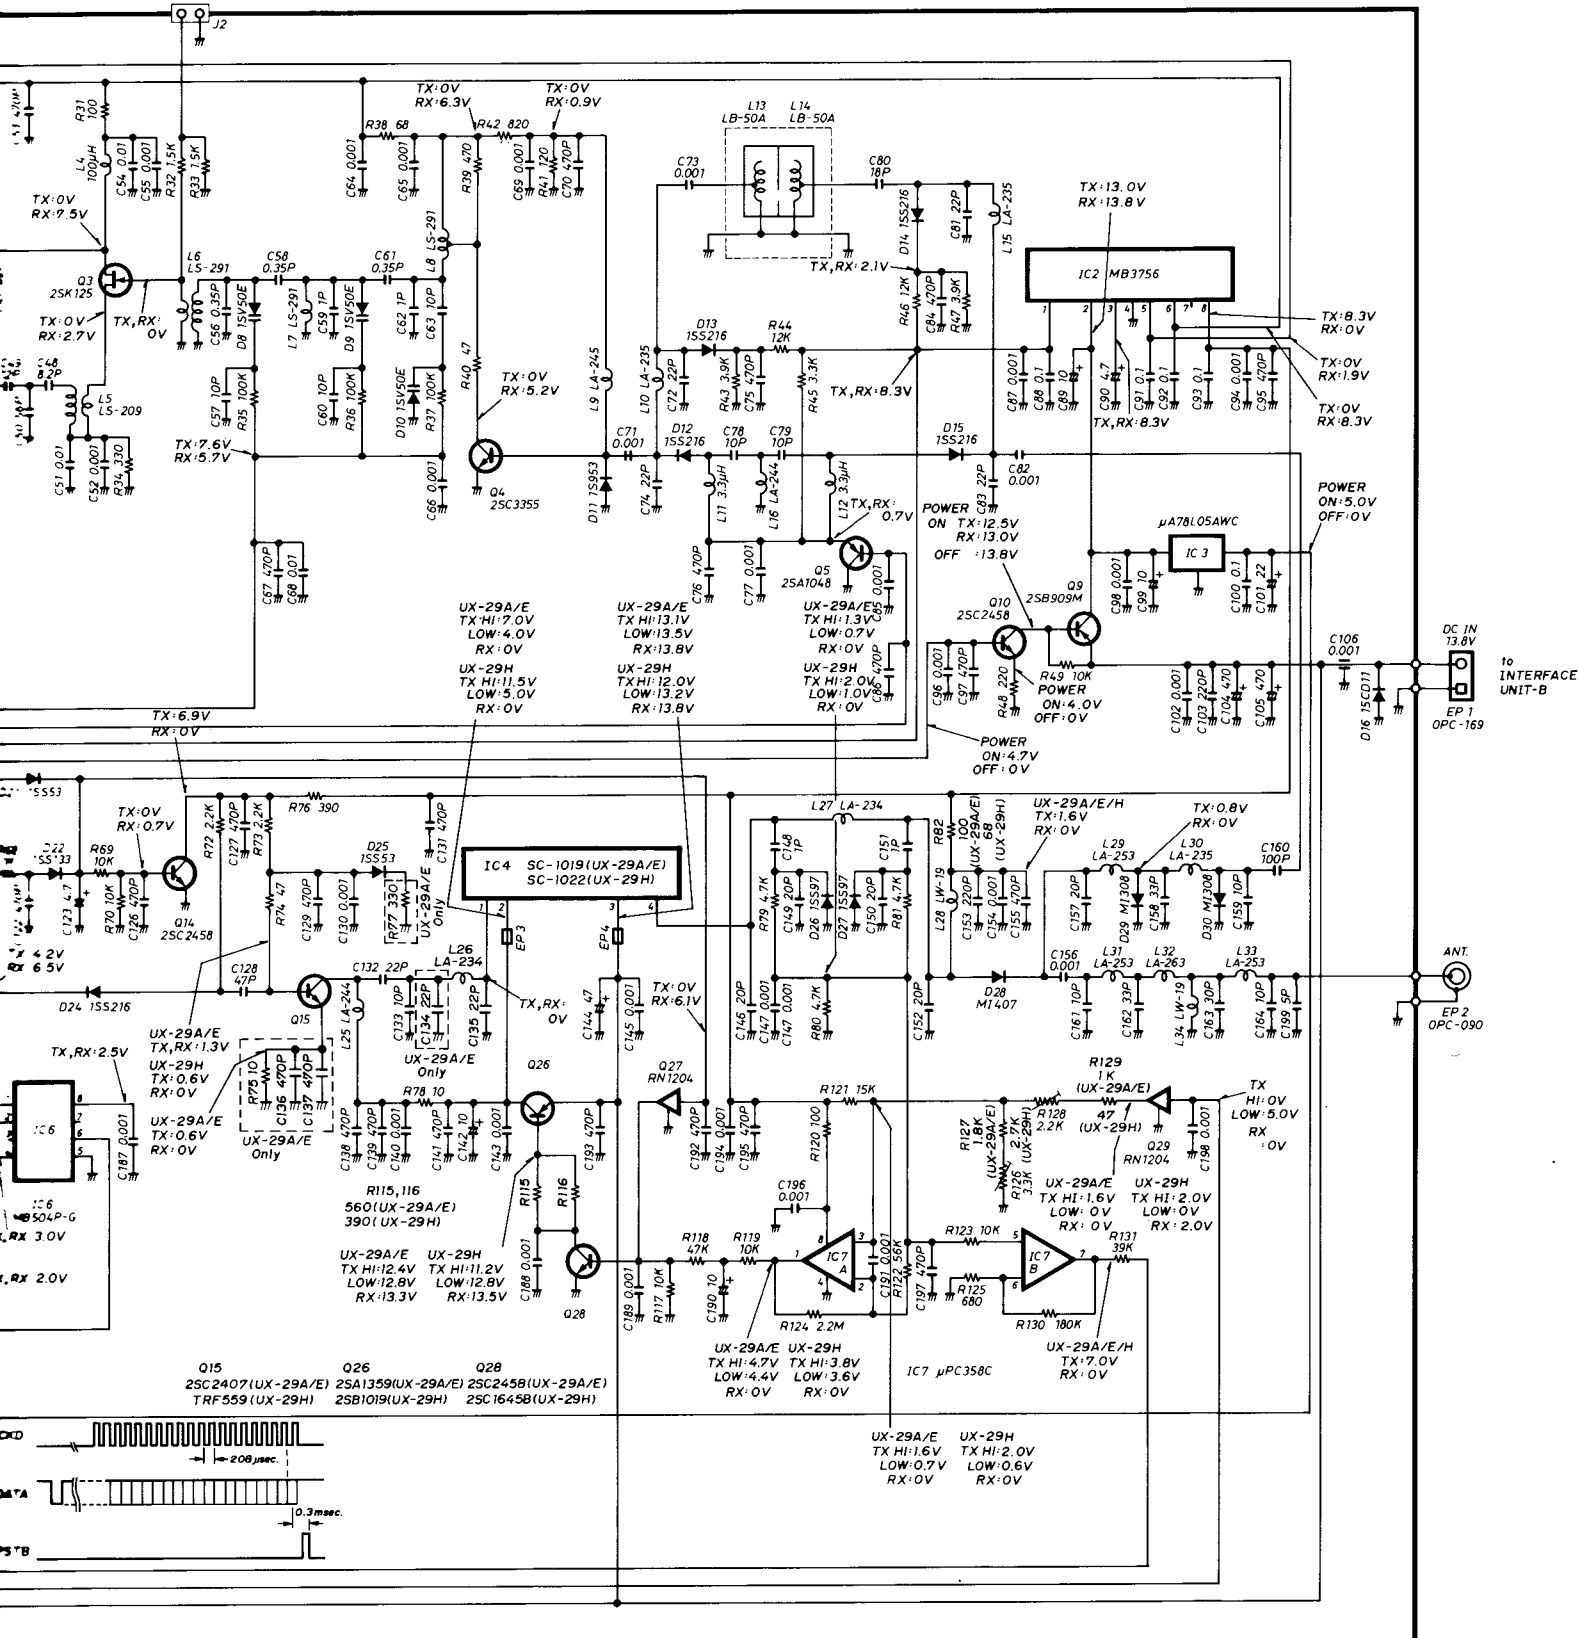 J2
R31
100
L4
100µH
C54 0.01
C55 0.001
R32 1.5K
R33 1.5K
TX:0V
RX:7.5V
Q3
2SK125
TX:0V
RX:2.7V
TX,RX:
0V
L6
LS-291
C56 0.35P
D8 1SV50E
C58
0.35P
L7 LS-291
C59 1P
D9 1SV50E
C61
0.35P
C62 1P
C63 10P
C57 10P
R35 100K
C60 10P
R36 100K
D10 1SV50E
R37 100K
C48
8.2P
L5
LS-209
C51 0.01
C52 0.001
R34 330
TX:7.6V
RX:5.7V
C66 0.001
C67 470P
C68 0.01
R38 68
C64 0.001
C65 0.001
TX:0V
RX:6.3V
R39 470
R42 820
TX:0V
RX:0.9V
C69 0.001
R41 120
C70 470P
L8 LS-291
R40 47
TX:0V
RX:5.2V
Q4
2SC3355
L9 LA-245
D11 1S953
C71
0.001
L10 LA-235
C72 22P
C74 22P
C73
0.001
L13
LB-50A
L14
LB-50A
C80
18P
D14 1SS216
C81 22P
L15 LA-235
TX,RX:2.1V
R46 12K
C84 470P
R47 3.9K
D13
1SS216
R43 3.9K
C75 470P
R44
12K
R45 3.3K
TX,RX:8.3V
D12
1SS216
C78
10P
C79
10P
L11 3.3µH
L16 LA-244
L12 3.3µH
D15
1SS216
C82
0.001
C83 22P
C76 470P
C77 0.001
TX,RX:
0.7V
Q5
2SA1048
C85 0.001
C86 470P
TX:13.0V
RX:13.8V
IC2 MB3756
1 2 3 4 5 6 7 8
TX:8.3V
RX:0V
TX:0V
RX:1.9V
TX:0V
RX:8.3V
C87 0.001
C88 0.1
C89 10
C90 4.7
C91 0.1
C92 0.1
C93 0.1
C94 0.001
C95 470P
TX,RX:8.3V
POWER
ON:5.0V
OFF:0V
µA78L05AWC
IC 3
C98 0.001
C99 10
C100 0.1
C101 22
POWER
ON TX:12.5V
RX:13.0V
OFF :13.8V
Q10
2SC2458
Q9
2SB909M
R49 10K
R48 220
POWER
ON:4.0V
OFF:0V
C96 0.001
C97 470P
POWER
ON:4.7V
OFF:0V
C102 0.001
C103 220P
C104 470
C105 470
C106
0.001
D16 15CD11
DC IN
13.8V
EP 1
OPC-169
to
INTERFACE
UNIT-B
UX-29A/E
TX HI:7.0V
LOW:4.0V
RX:0V
UX-29H
TX HI:11.5V
LOW:5.0V
RX:0V
UX-29A/E
TX HI:13.1V
LOW:13.5V
RX:13.8V
UX-29H
TX HI:12.0V
LOW:13.2V
RX:13.8V
UX-29A/E
TX HI:1.3V
LOW:0.7V
RX:0V
UX-29H
TX HI:2.0V
LOW:1.0V
RX:0V
TX:6.9V
RX:0V
TX:0V
RX:0.7V
R69
10K
R70 10K
C123 4.7
C126 470P
Q14
2SC2458
R72 2.2K
C127 470P
R73 2.2K
R76 390
R74 47
C129 470P
C130 0.001
D25
1SS53
R77 330
UX-29A/E
Only
C131 470P
IC4 SC-1019(UX-29A/E)
SC-1022(UX-29H)
1 2 3 4
EP3
EP4
D24 1SS216
C128
47P
Q15
L25 LA-244
C132 22P
C133 10P
C134 22P
UX-29A/E
Only
L26
LA-234
C135 22P
TX,RX:
0V
C144 47
C145 0.001
TX:0V
RX:6.1V
UX-29A/E
TX,RX:1.3V
UX-29H
TX:0.6V
RX:0V
UX-29A/E
TX:0.6V
RX:0V
R75 10
C136 470P
C137 470P
UX-29A/E
Only
TX,RX:2.5V
IC6
8
7
6
5
C187 0.001
C138 470P
C139 470P
C140 0.001
R78 10
C141 470P
C142 10
C143 0.001
Q26
C193 470P
Q27
RN1204
C192 470P
C194 0.001
C195 470P
R115,116
560(UX-29A/E)
390(UX-29H)
R115
R116
C188 0.001
Q28
UX-29A/E
TX HI:12.4V
LOW:12.8V
RX:13.3V
UX-29H
TX HI:11.2V
LOW:12.8V
RX:13.5V
L27 LA-234
C148
1P
C151
1P
R79 4.7K
C149 20P
D26 1SS97
D27 1SS97
C150 20P
R81 4.7K
C146 20P
C147 0.001
C147 0.001
R80 4.7K
C152 20P
R82
100
(UX-29A/E)
68
(UX-29H)
L28 LW-19
C153 220P
C154 0.001
C155 470P
UX-29A/E/H
TX:1.6V
RX:0V
D28
MI407
L29
LA-253
C157 20P
D29 MI308
C158 33P
TX:0.8V
RX:0V
L30
LA-235
D30 MI308
C159 10P
C160
100P
C156
0.001
L31
LA-253
L32
LA-263
L33
LA-253
C161 10P
C162 33P
L34 LW-19
C163 30P
C164 10P
C199 5P
ANT.
EP 2
OPC-090
R121 15K
R120 100
C196
0.001
R127
1.8K
(UX-29A/E)
2.7K
(UX-29H)
R126
3.3K
R128
2.2K
R129
1K
(UX-29A/E)
47
(UX-29H)
Q29
RN1204
C198 0.001
TX
HI:0V
LOW:5.0V
RX
:0V
UX-29A/E
TX HI:1.6V
LOW:0V
RX:0V
UX-29H
TX HI:2.0V
LOW:0V
RX:2.0V
C189 0.001
R117 10K
R118
47K
C190 10
R119
10K
IC7
A
1 2 3 4 8
R124 2.2M
C191 0.001
R122 56K
C197 470P
R123 10K
R125
680
IC7
B
5 6 7
R130 180K
R131
39K
UX-29A/E
TX HI:4.7V
LOW:4.4V
RX:0V
UX-29H
TX HI:3.8V
LOW:3.6V
RX:0V
IC7 µPC358C
UX-29A/E/H
TX:7.0V
RX:0V
Q15
2SC2407(UX-29A/E)
TRF559(UX-29H)
Q26
2SA1359(UX-29A/E)
2SB1019(UX-29H)
Q28
2SC2458(UX-29A/E)
2SC1645B(UX-29H)
UX-29A/E
TX HI:1.6V
LOW:0.7V
RX:0V
UX-29H
TX HI:2.0V
LOW:0.6V
RX:0V
208µsec.
0.3msec.